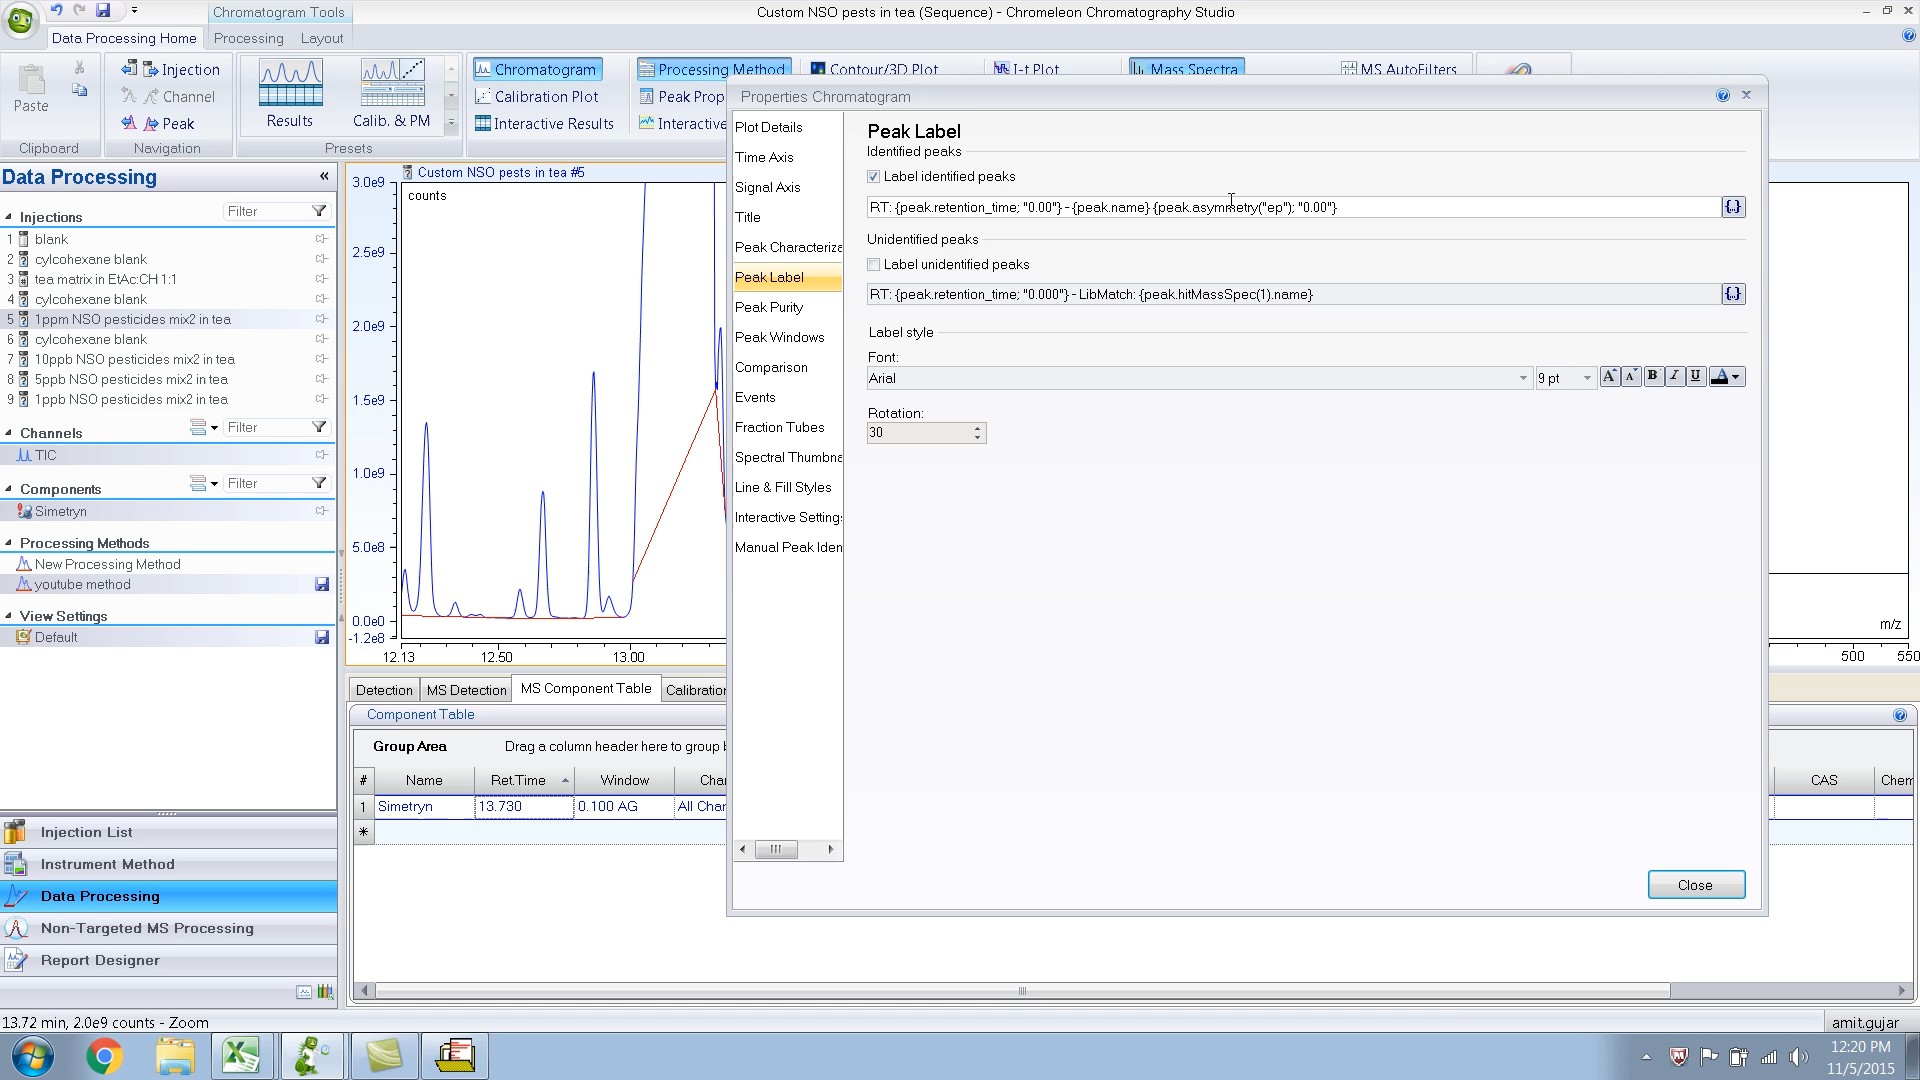 Chromatogram Tools
Custom NSO pests in tea (Sequence) - Chromeleon Chromatography Studio
Data Processing Home
Processing
Layout
Paste
Injection
Channel
Peak
Results
Calib. & PM
Chromatogram
Calibration Plot
Interactive Results
Processing Method
Peak Prop
Interactive
Contour/3D Plot
I-t Plot
Mass Spectra
MS AutoFilters
Clipboard
Navigation
Presets
Data Processing
«
Injections
Filter
1 blank
2 cylcohexane blank
3 tea matrix in EtAc:CH 1:1
4 cylcohexane blank
5 1ppm NSO pesticides mix2 in tea
6 cylcohexane blank
7 10ppb NSO pesticides mix2 in tea
8 5ppb NSO pesticides mix2 in tea
9 1ppb NSO pesticides mix2 in tea
Channels
Filter
TIC
Components
Filter
Simetryn
Processing Methods
New Processing Method
youtube method
View Settings
Default
Injection List
Instrument Method
Data Processing
Non-Targeted MS Processing
Report Designer
Custom NSO pests in tea #5
counts
3.0e9
2.5e9
2.0e9
1.5e9
1.0e9
5.0e8
0.0e0
-1.2e8
12.13
12.50
13.00
Properties Chromatogram
Plot Details
Time Axis
Signal Axis
Title
Peak Characteriza
Peak Label
Peak Purity
Peak Windows
Comparison
Events
Fraction Tubes
Spectral Thumbna
Line & Fill Styles
Interactive Setting
Manual Peak Iden
Peak Label
Identified peaks
Label identified peaks
RT: {peak.retention_time; "0.00"} - {peak.name} {peak.asymmetry("ep"); "0.00"}
Unidentified peaks
Label unidentified peaks
RT: {peak.retention_time; "0.000"} - LibMatch: {peak.hitMassSpec(1).name}
Label style
Font:
Arial
9 pt
A A B I U A
Rotation:
30
Close
m/z
500
550
Detection
MS Detection
MS Component Table
Calibration
Component Table
Group Area
Drag a column header here to group b
# Name Ret.Time Window Cha
CAS Chem
1 Simetryn 13.730 0.100 AG All Char
*
13.72 min, 2.0e9 counts - Zoom
amit.gujar
12:20 PM
11/5/2015